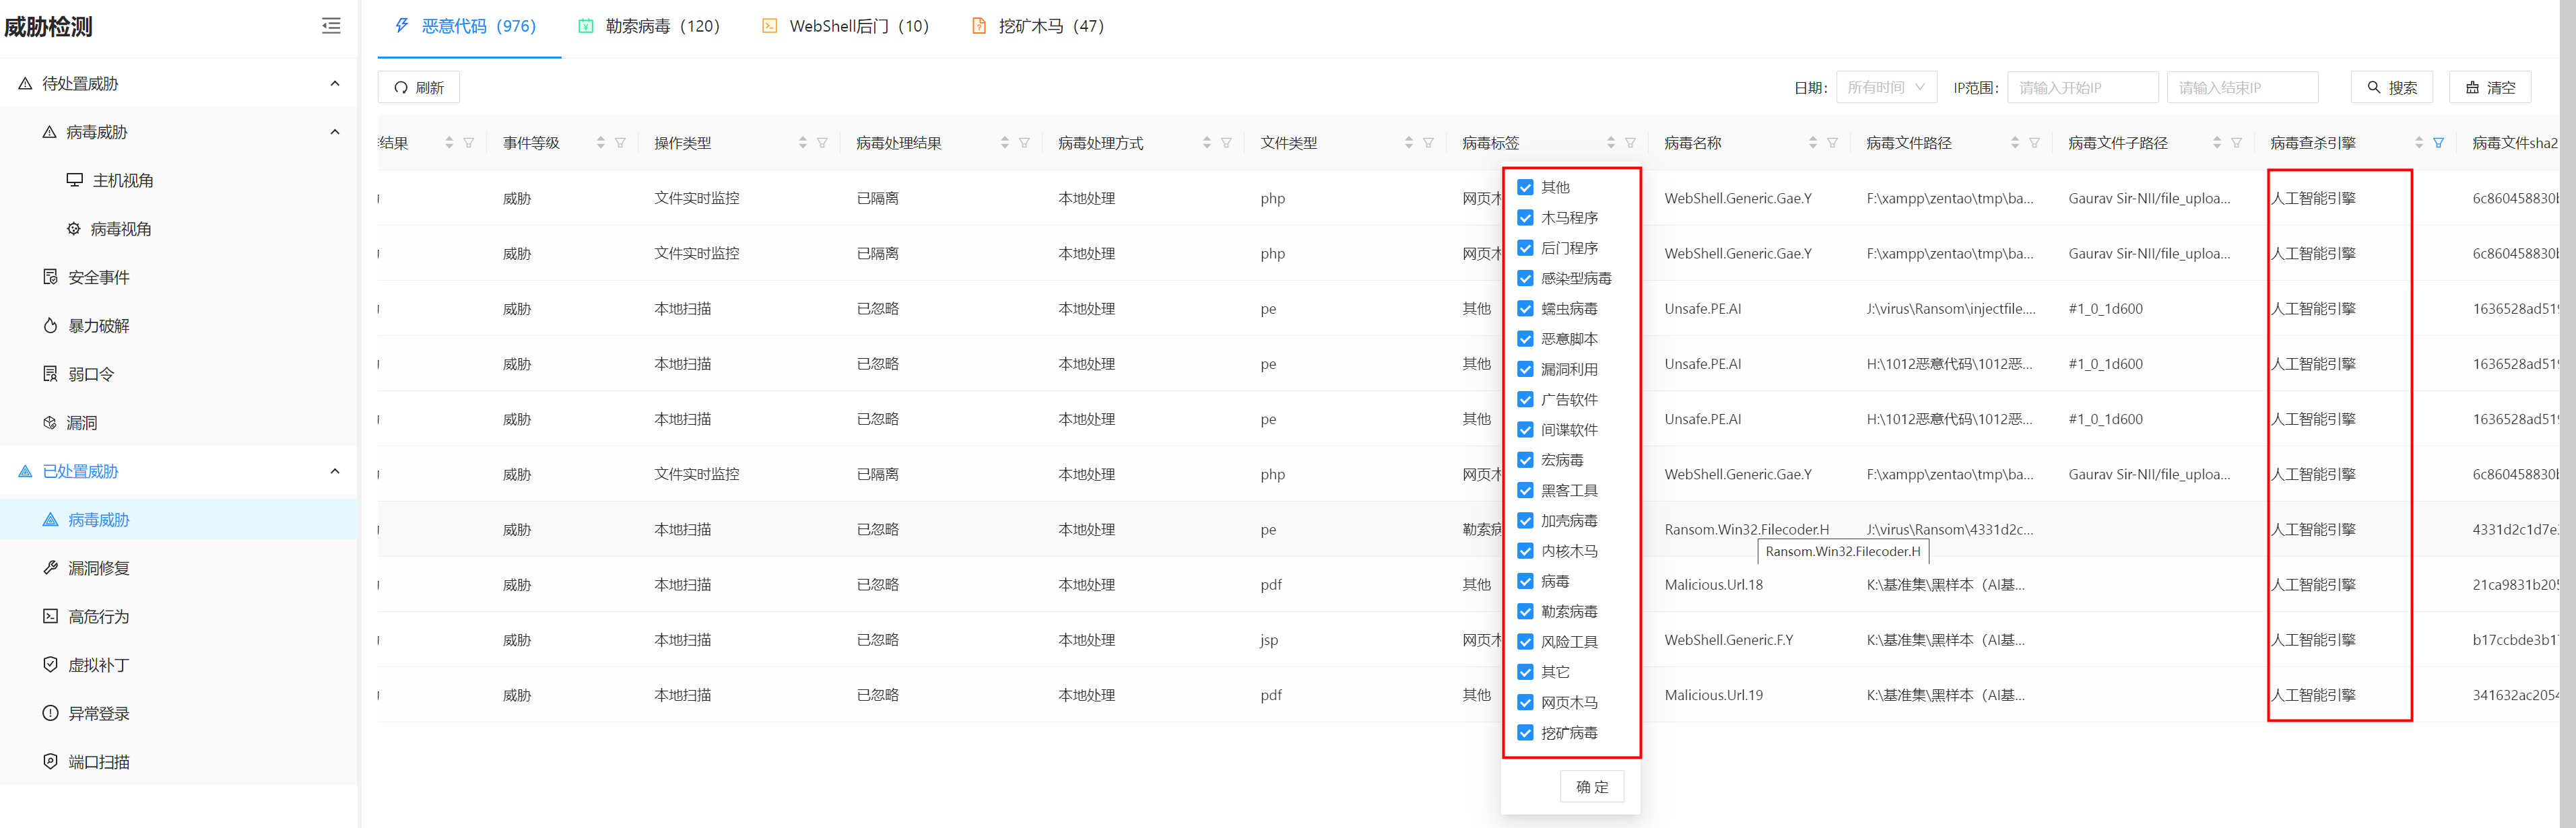 威胁检测
待处置威胁
病毒威胁
主机视角
病毒视角
安全事件
暴力破解
弱口令
漏洞
已处置威胁
病毒威胁
漏洞修复
高危行为
虚拟补丁
异常登录
端口扫描
恶意代码（976） 勒索病毒（120） WebShell后门（10） 挖矿木马（47）
刷新 日期： 所有时间 IP范围： 请输入开始IP 请输入结束IP 搜索 清空
结果 事件等级 操作类型 病毒处理结果 病毒处理方式 文件类型 病毒标签 病毒名称 病毒文件路径 病毒文件子路径 病毒查杀引擎 病毒文件sha2
威胁 文件实时监控 已隔离 本地处理 php 网页木 WebShell.Generic.Gae.Y F:\xampp\zentao\tmp\ba... Gaurav Sir-NII/file_uploa... 人工智能引擎 6c860458830b
威胁 文件实时监控 已隔离 本地处理 php 网页木 WebShell.Generic.Gae.Y F:\xampp\zentao\tmp\ba... Gaurav Sir-NII/file_uploa... 人工智能引擎 6c860458830b
威胁 本地扫描 已忽略 本地处理 pe 其他 Unsafe.PE.AI J:\virus\Ransom\injectfile.... #1_0_1d600 人工智能引擎 1636528ad519
威胁 本地扫描 已忽略 本地处理 pe 其他 Unsafe.PE.AI H:\1012恶意代码\1012恶... #1_0_1d600 人工智能引擎 1636528ad519
威胁 本地扫描 已忽略 本地处理 pe 其他 Unsafe.PE.AI H:\1012恶意代码\1012恶... #1_0_1d600 人工智能引擎 1636528ad519
威胁 文件实时监控 已隔离 本地处理 php 网页木 WebShell.Generic.Gae.Y F:\xampp\zentao\tmp\ba... Gaurav Sir-NII/file_uploa... 人工智能引擎 6c860458830b
威胁 本地扫描 已忽略 本地处理 pe 勒索病 Ransom.Win32.Filecoder.H J:\virus\Ransom\4331d2c... 人工智能引擎 4331d2c1d7e
Ransom.Win32.Filecoder.H
威胁 本地扫描 已忽略 本地处理 pdf 其他 Malicious.Url.18 K:\基准集\黑样本（AI基... 人工智能引擎 21ca9831b205
威胁 本地扫描 已忽略 本地处理 jsp 网页木 WebShell.Generic.F.Y K:\基准集\黑样本（AI基... 人工智能引擎 b17ccbde3b17
威胁 本地扫描 已忽略 本地处理 pdf 其他 Malicious.Url.19 K:\基准集\黑样本（AI基... 人工智能引擎 341632ac2054
其他
木马程序
后门程序
感染型病毒
蠕虫病毒
恶意脚本
漏洞利用
广告软件
间谍软件
宏病毒
黑客工具
加壳病毒
内核木马
病毒
勒索病毒
风险工具
其它
网页木马
挖矿病毒
确 定